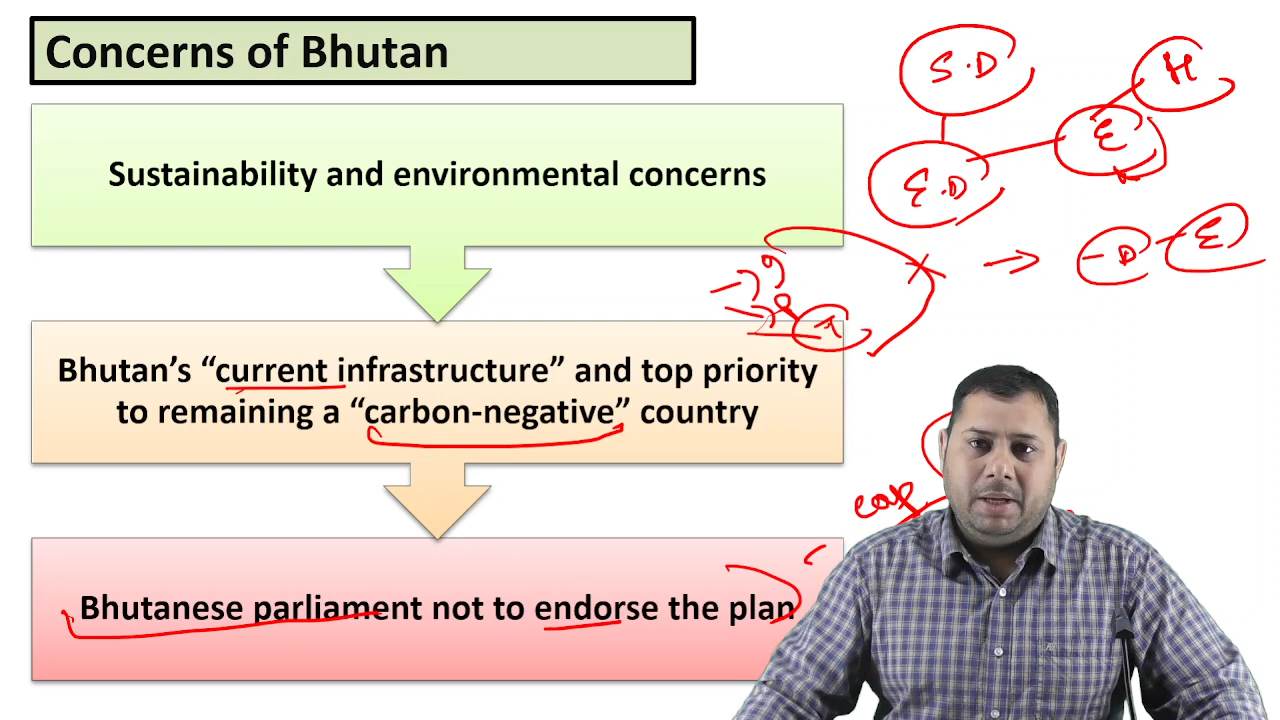 Concerns of Bhutan
Sustainability and environmental concerns
Bhutan's “current infrastructure” and top priority
to remaining a “carbon-negative” country
Bhutanese parliament not to endorse the plan
S.D
H
E
E.D
D
E
cap